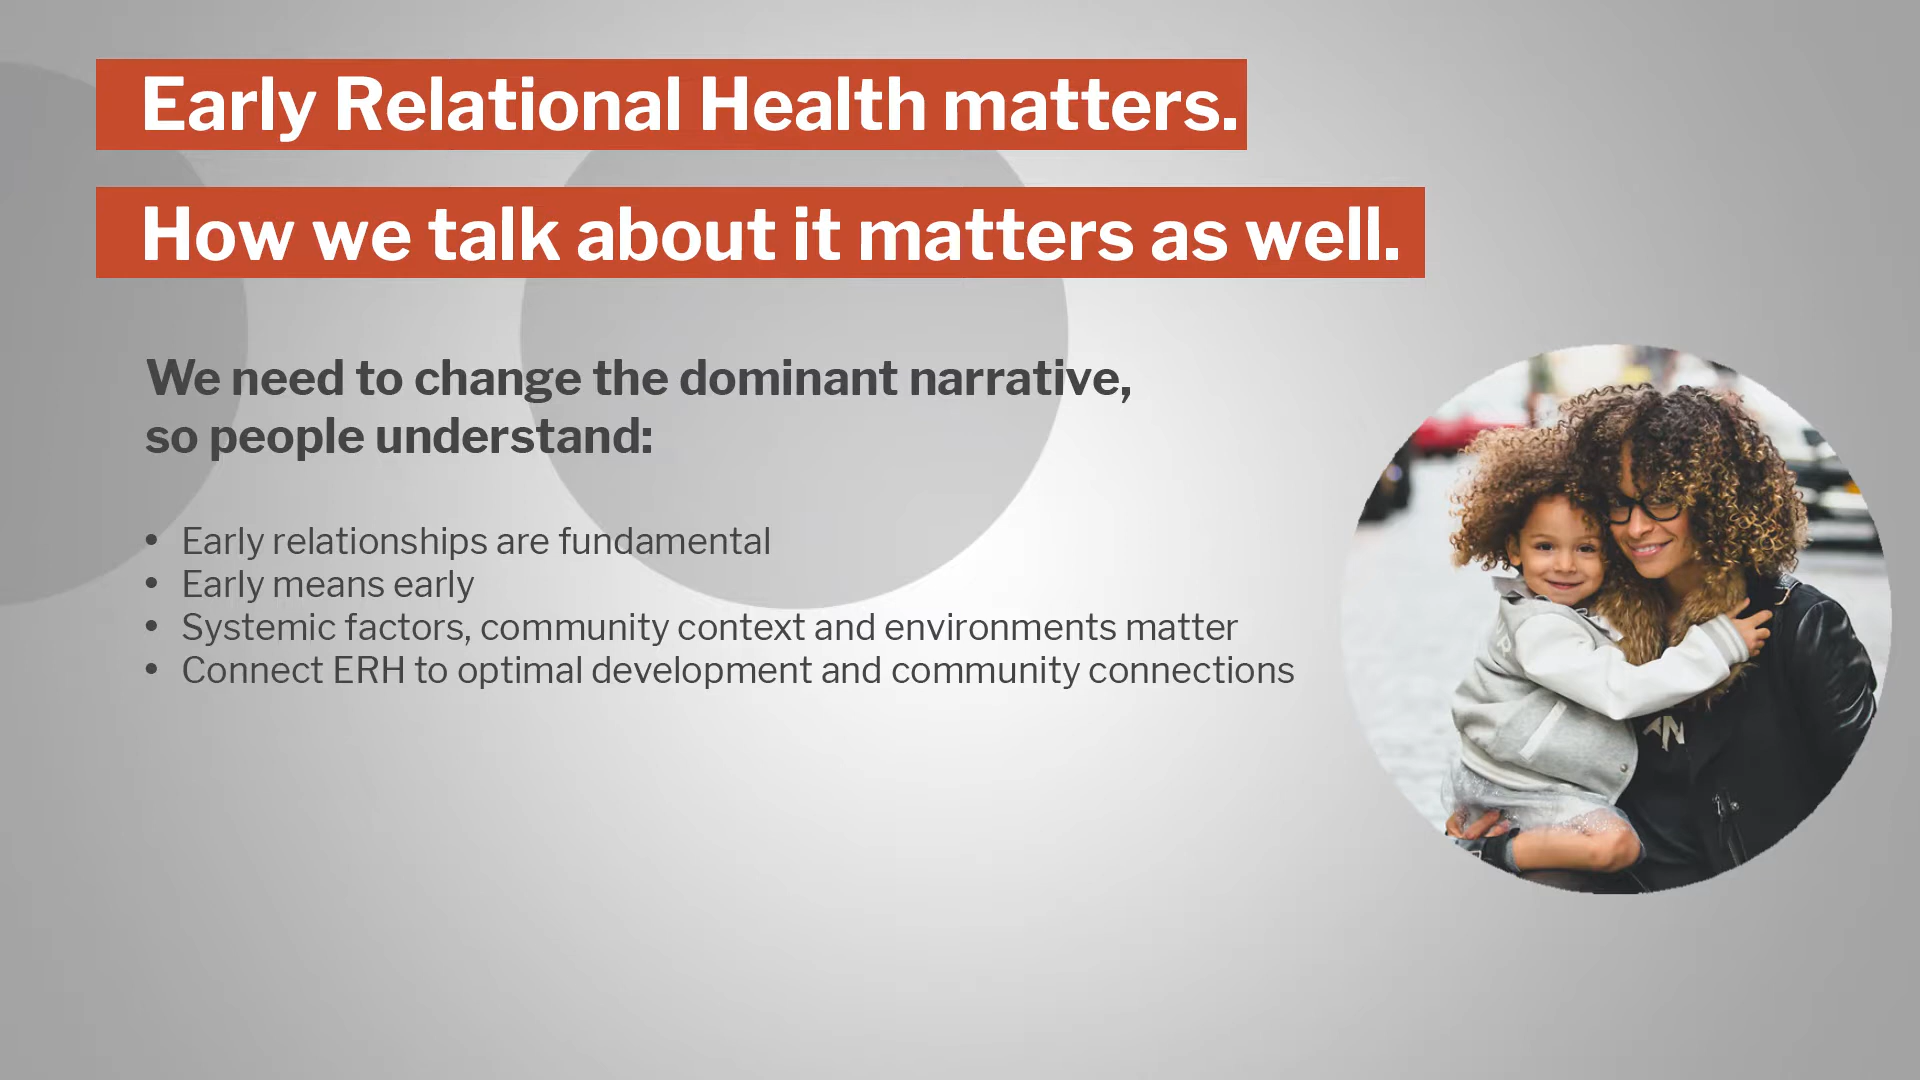 Early Relational Health matters.
How we talk about it matters as well.
We need to change the dominant narrative,
so people understand:
• Early relationships are fundamental
• Early means early
• Systemic factors, community context and environments matter
• Connect ERH to optimal development and community connections